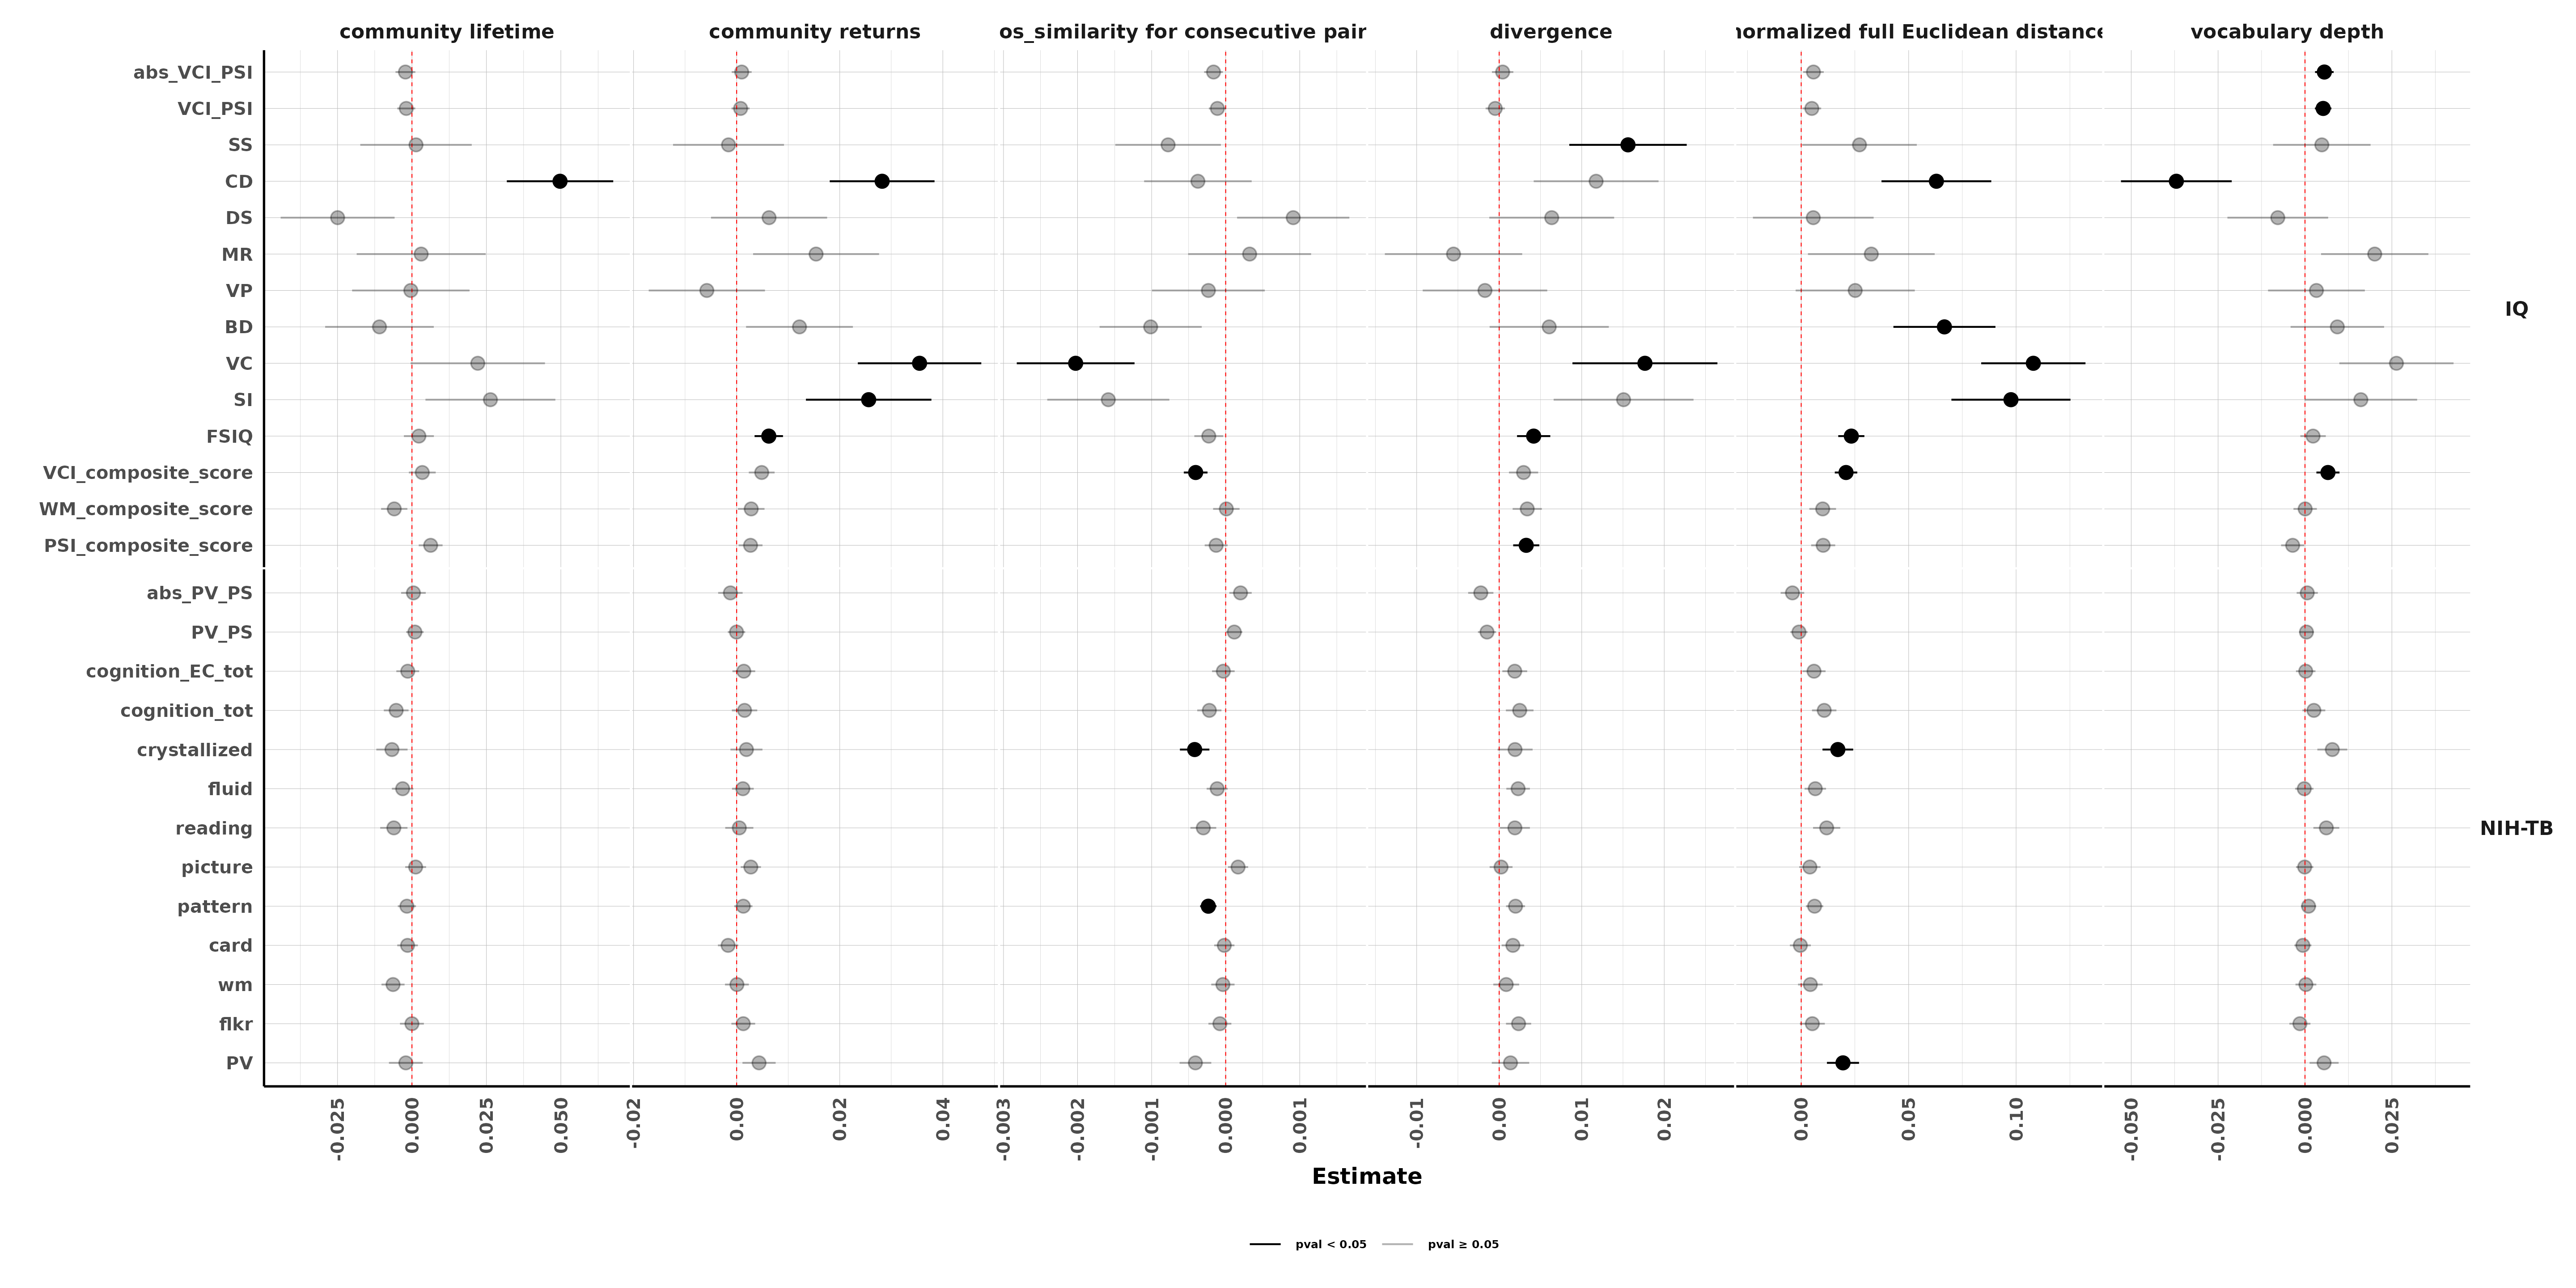 community lifetime community returns os_similarity for consecutive pair divergence normalized full Euclidean distance vocabulary depth
abs_VCI_PSI
VCI_PSI
SS
CD
DS
MR
VP
BD
VC
SI
FSIQ
VCI_composite_score
WM_composite_score
PSI_composite_score
IQ
abs_PV_PS
PV_PS
cognition_EC_tot
cognition_tot
crystallized
fluid
reading
picture
pattern
card
wm
flkr
PV
NIH-TB
-0.025 0.000 0.025 0.050 -0.02 0.00 0.02 0.04 -0.003 -0.002 -0.001 0.000 0.001 -0.01 0.00 0.01 0.02 0.00 0.05 0.10 -0.050 -0.025 0.000 0.025
Estimate
pval < 0.05 pval ≥ 0.05